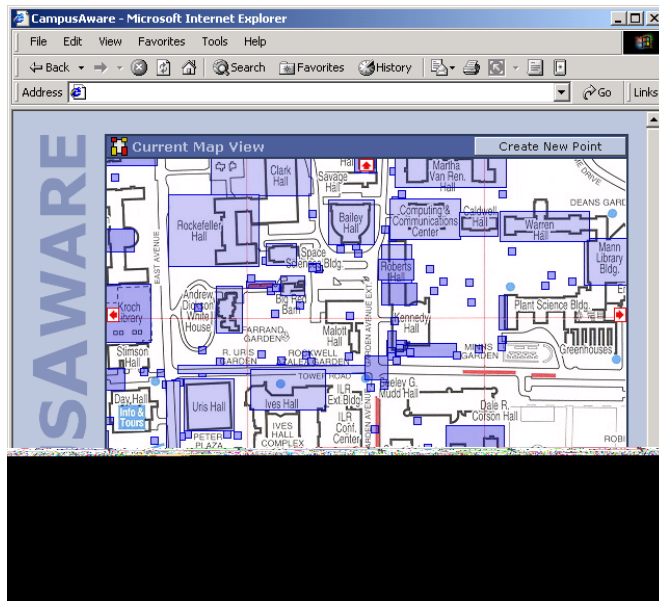 CampusAware - Microsoft Internet Explorer
File Edit View Favorites Tools Help
Back Search Favorites History
Address Go Links
SAWARE
Current Map View
Create New Point
Clark
Hall
Savage
Hall
Hall
Martha
Van Ren.
Hall
DRIVE
DEANS GARD
Rockefeller
Hall
Bailey
Hall
Computing &
Communications
Center
Caldwell
Hall
Warren
Hall
Mann
Library
Bldg.
EAST AVENUE
Space
Sciences Bldg.
Roberts
Hall
Kroch
Library
Andrew
Dickson
White
House
Big Red
Barn
GARDEN AVENUE EXT.
Plant Science Bldg.
FARRAND
GARDEN
Malott
Hall
Kennedy
Hall
Stimson
Hall
R. URIS
GARDEN
ROCKWELL
GARDEN
MINNS
GARDEN
Greenhouses
TOWER ROAD
Day Hall
Info &
Tours
Uris Hall
Ives Hall
ILR
Ext.Bldg.
Mudd Hall
Dale R.
Corson Hall
PETER
PLAZA
IVES
HALL
COMPLEX
ILR
Conf.
Center
GARDEN AVENUE
ROBI